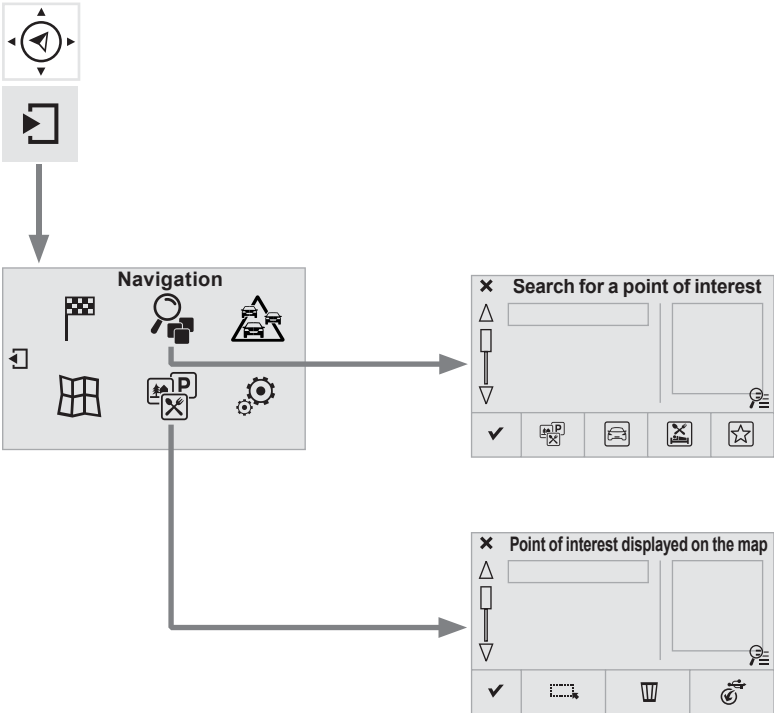 Navigation
P
Search for a point of interest
P
Point of interest displayed on the map